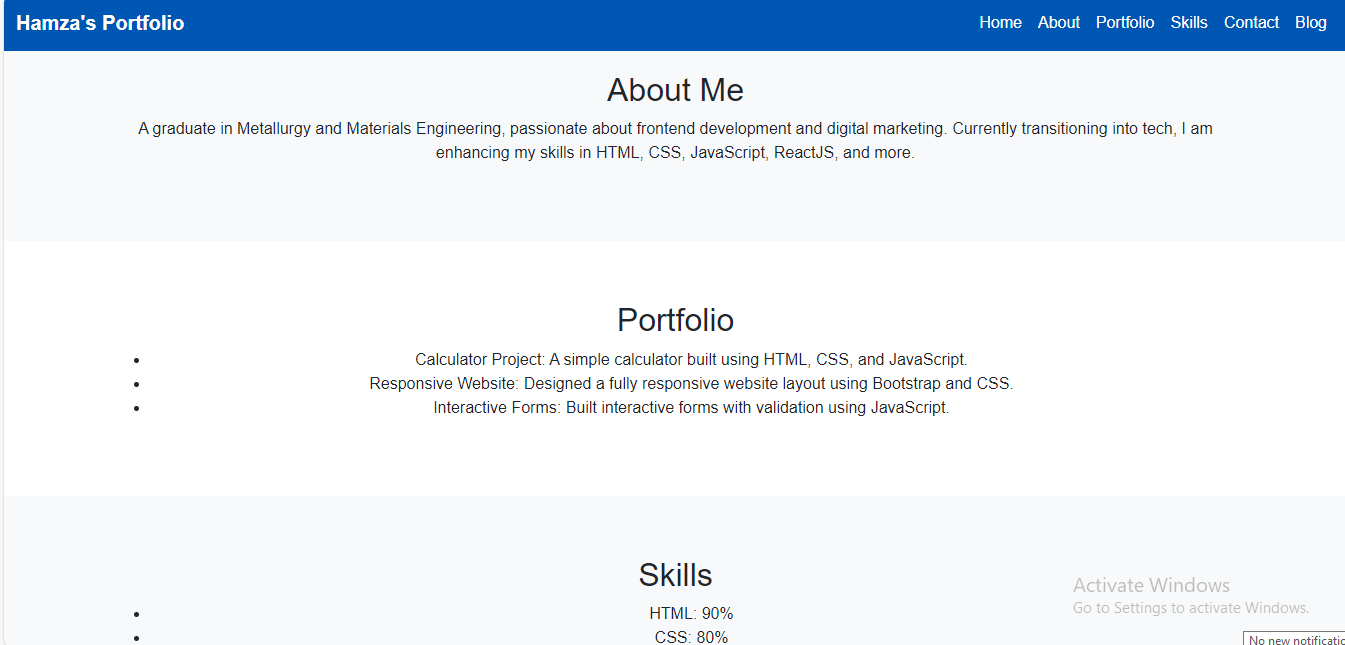 Hamza's Portfolio
Home About Portfolio Skills Contact Blog
About Me
A graduate in Metallurgy and Materials Engineering, passionate about frontend development and digital marketing. Currently transitioning into tech, I am
enhancing my skills in HTML, CSS, JavaScript, ReactJS, and more.
Portfolio
• Calculator Project: A simple calculator built using HTML, CSS, and JavaScript.
• Responsive Website: Designed a fully responsive website layout using Bootstrap and CSS.
• Interactive Forms: Built interactive forms with validation using JavaScript.
Skills
• HTML: 90%
• CSS: 80%
Activate Windows
Go to Settings to activate Windows.
No new notificatio